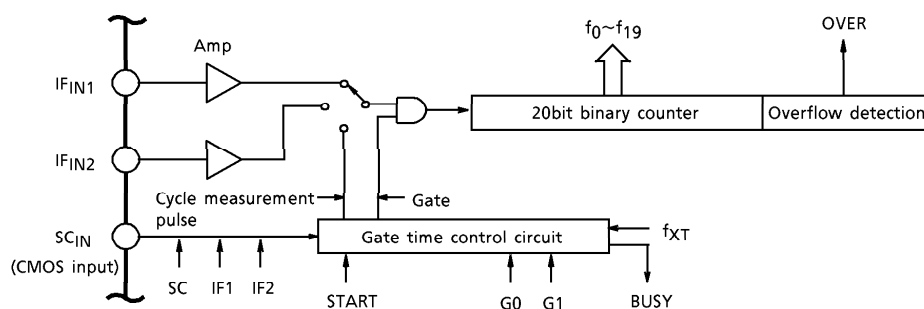 f0~f19
OVER
Amp
IFIN1
20bit binary counter
Overflow detection
IFIN2
Cycle measurement
pulse
Gate
SCIN
(CMOS input)
Gate time control circuit
fXT
SC
IF1
IF2
START
G0
G1
BUSY